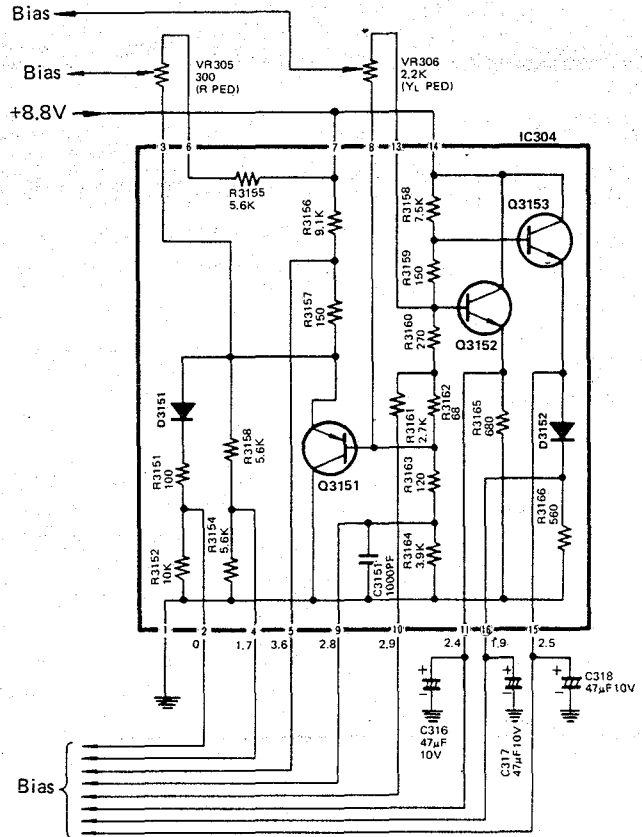 Bias
Bias
VR305
300
(R PED)
VR306
2.2K
(YL PED)
+8.8V
IC304
3
6
7
8
13
14
R3155
5.6K
R3156
9.1K
R3158
7.5K
Q3153
R3159
150
R3157
150
R3160
270
Q3152
D3151
R3161
2.7K
R3162
68
R3165
680
D3152
R3158
5.6K
R3151
100
Q3151
R3163
120
R3166
560
R3154
5.6K
R3152
10K
C3151
1000PF
R3164
3.9K
1
2
4
5
9
10
11
16
15
0
1.7
3.6
2.8
2.9
2.4
1.9
2.5
+
-
C316
47μF
10V
+
-
C317
47μF 10V
+
-
C318
47μF 10V
Bias